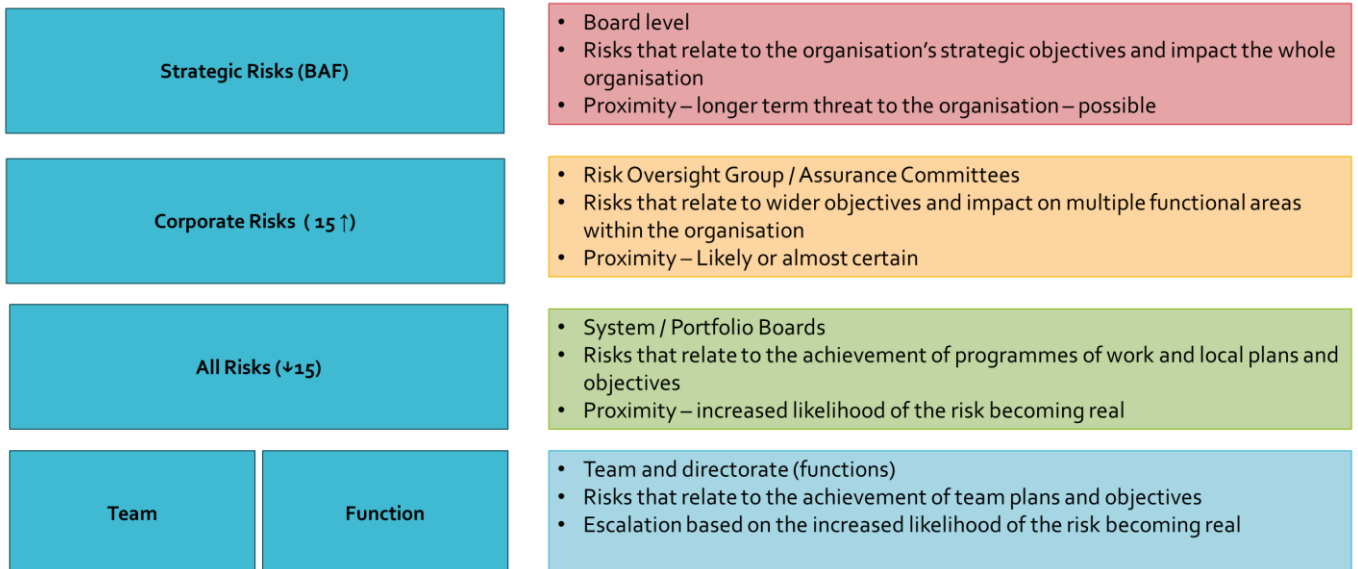 Strategic Risks (BAF)
• Board level
• Risks that relate to the organisation’s strategic objectives and impact the whole
organisation
• Proximity – longer term threat to the organisation – possible
Corporate Risks ( 15 ↑)
• Risk Oversight Group / Assurance Committees
• Risks that relate to wider objectives and impact on multiple functional areas
within the organisation
• Proximity – Likely or almost certain
All Risks (↓15)
• System / Portfolio Boards
• Risks that relate to the achievement of programmes of work and local plans and
objectives
• Proximity – increased likelihood of the risk becoming real
Team
Function
• Team and directorate (functions)
• Risks that relate to the achievement of team plans and objectives
• Escalation based on the increased likelihood of the risk becoming real